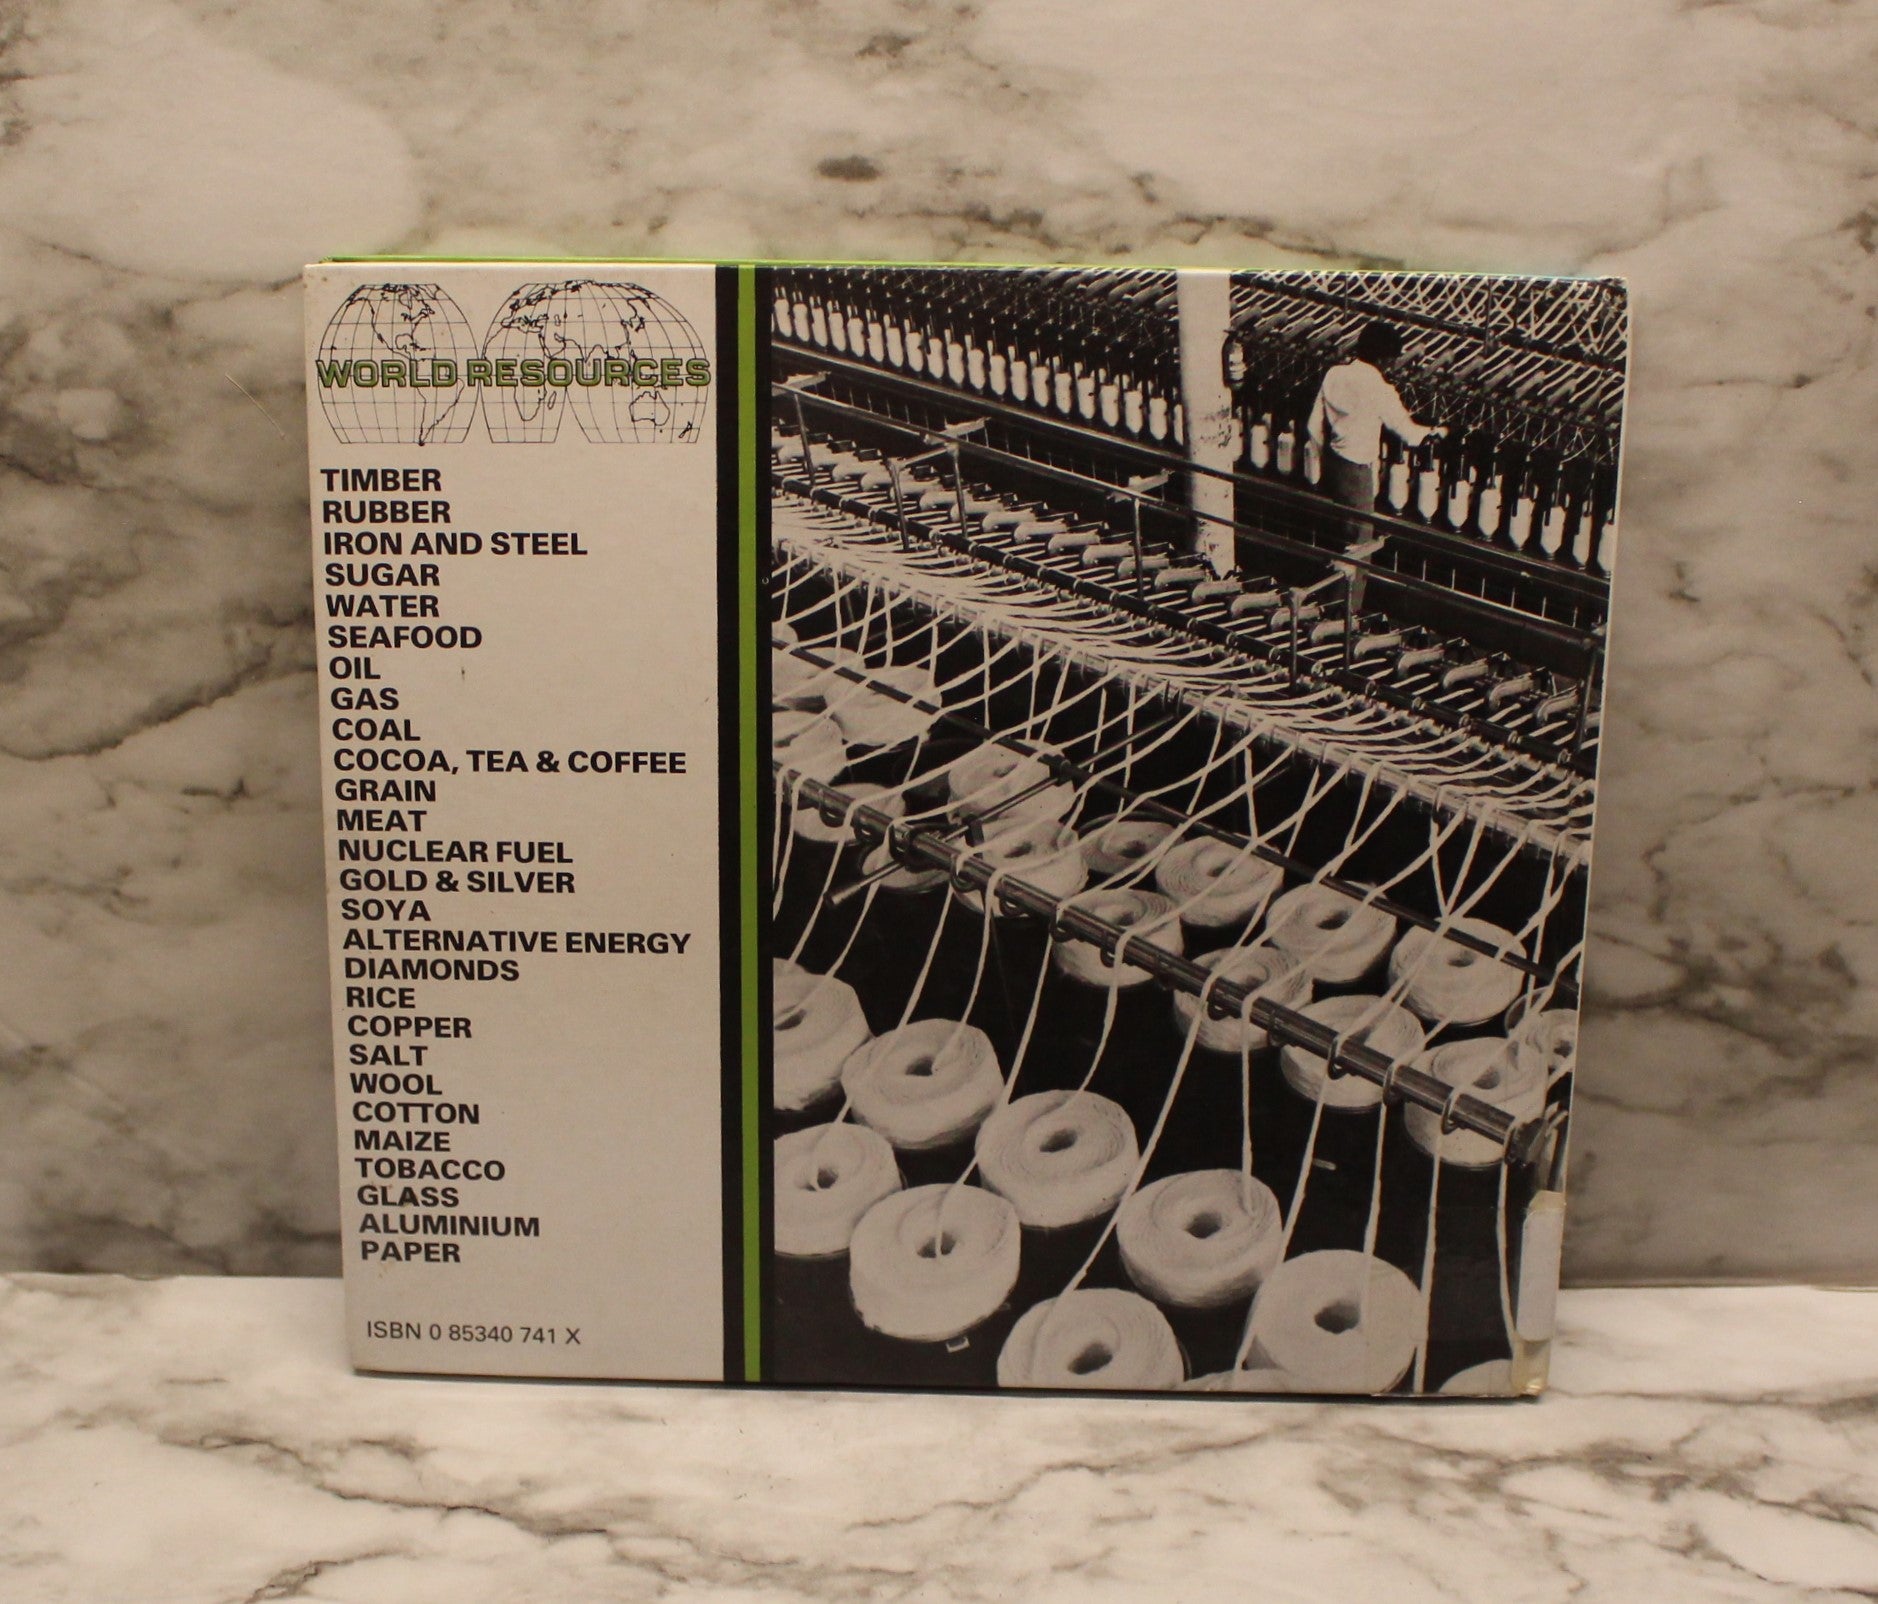 WORLD RESOURCES
TIMBER
RUBBER
IRON AND STEEL
SUGAR
WATER
SEAFOOD
OIL
GAS
COAL
COCOA, TEA & COFFEE
GRAIN
MEAT
NUCLEAR FUEL
GOLD & SILVER
SOYA
ALTERNATIVE ENERGY
DIAMONDS
RICE
COPPER
SALT
WOOL
COTTON
MAIZE
TOBACCO
GLASS
ALUMINIUM
PAPER
ISBN 0 85340 741 X